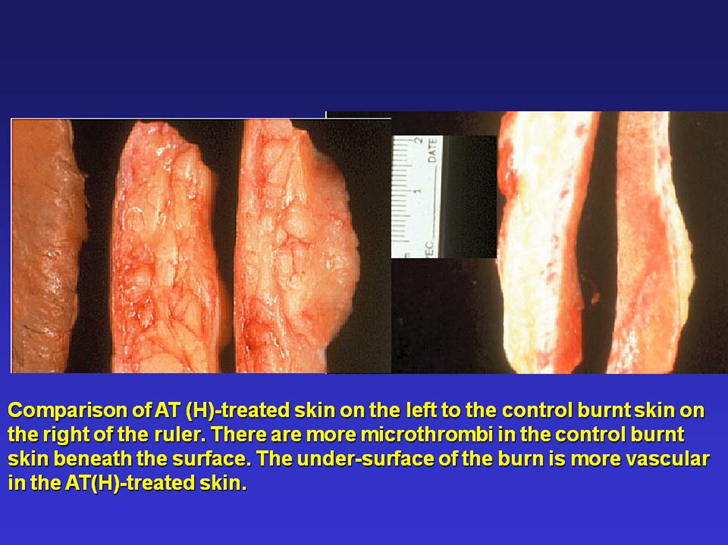 2
DATE
1
EC.
Comparison of AT (H)-treated skin on the left to the control burnt skin on
the right of the ruler. There are more microthrombi in the control burnt
skin beneath the surface. The under-surface of the burn is more vascular
in the AT(H)-treated skin.